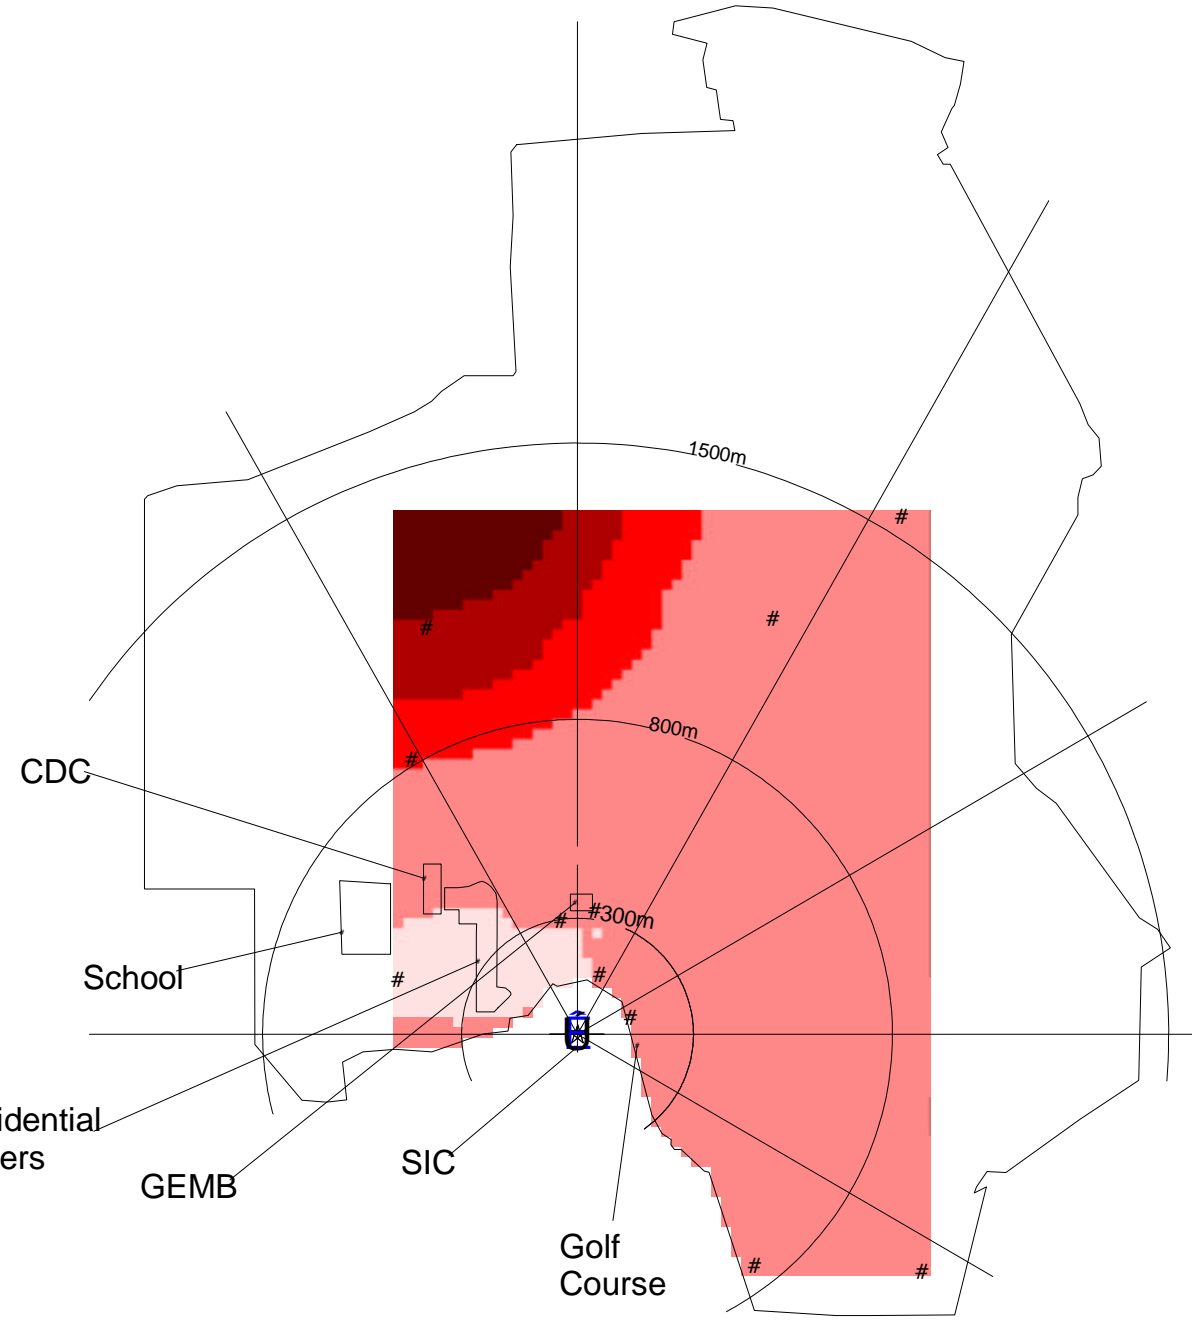 1500m
#
#
#
800m
#
CDC
#
#300m
School
#
#
#
idential
ers
SIC
GEMB
Golf
Course
#
#